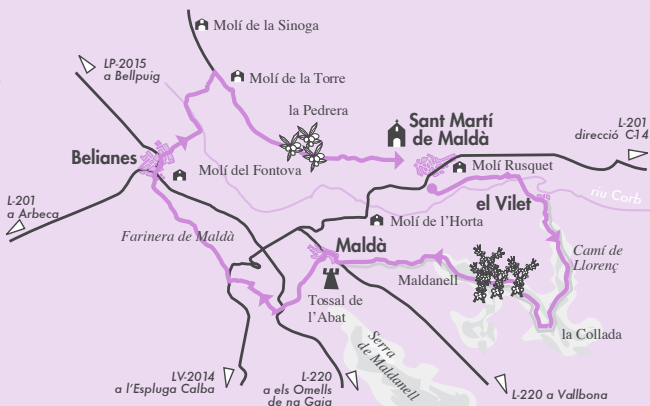 Molí de la Sinoga
LP-2015
a Bellpuig
Molí de la Torre
la Pedrera
Sant Martí
de Maldà
L-201
direcció C14
Belianes
Molí del Fontova
Molí Rusquet
riu Corb
el Vilet
L-201
a Arbeca
Molí de l'Horta
Farinera de Maldà
Maldà
Camí de
Llorenç
Maldanell
Tossal de
l'Abat
la Collada
Serra
de Maldanell
LV-2014
a l'Espluga Calba
L-220
a els Omells
de na Gaia
L-220 a Vallbona